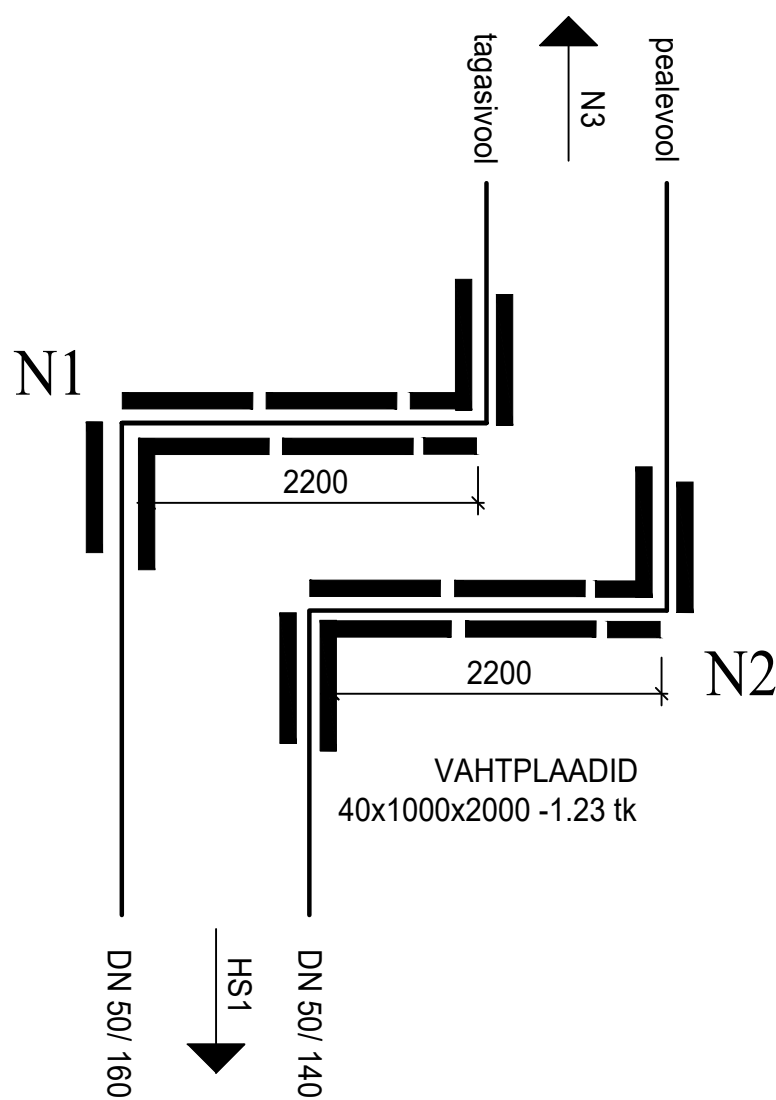 tagasivool
N3
pealevool
N1
2200
2200
N2
VAHTPLAADID
40x1000x2000 -1.23 tk
DN 50/ 160
HS1
DN 50/ 140